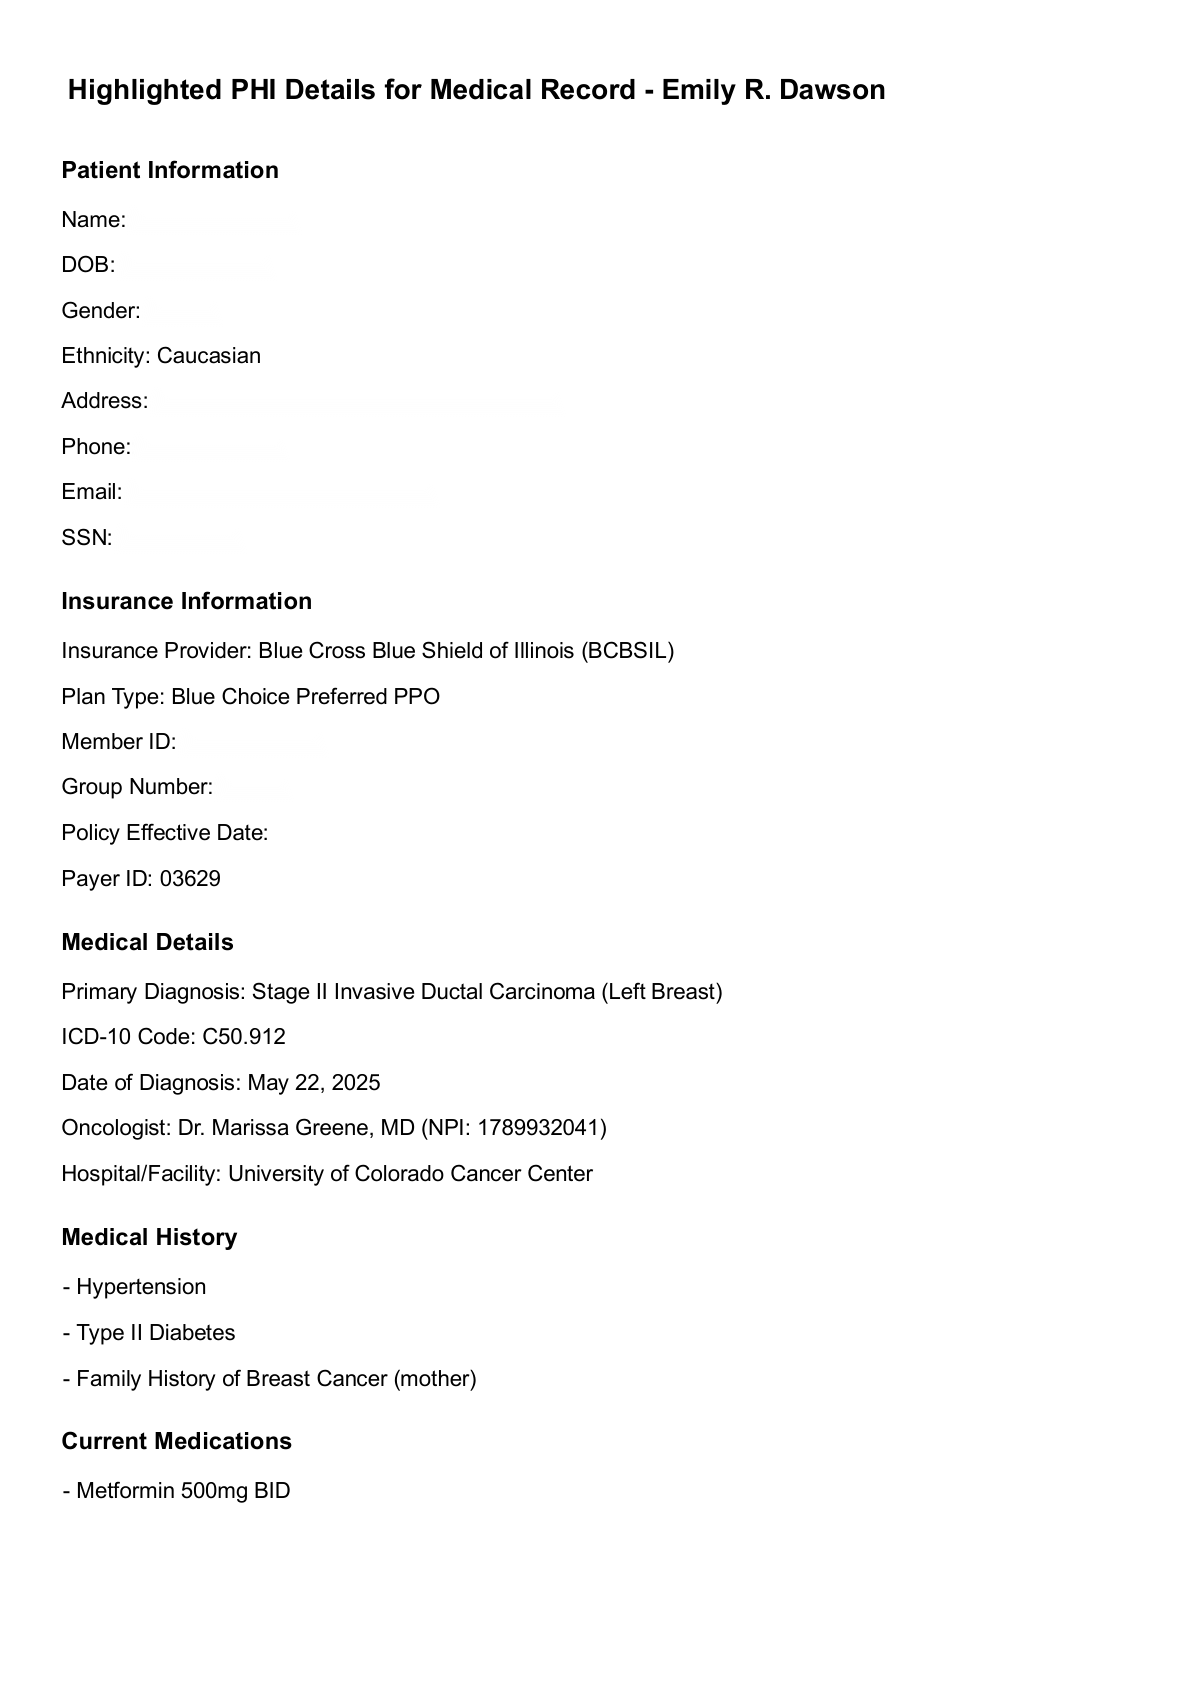 Highlighted PHI Details for Medical Record - Emily R. Dawson
Patient Information
Name:
DOB:
Gender:
Ethnicity: Caucasian
Address:
Phone:
Email:
SSN:
Insurance Information
Insurance Provider: Blue Cross Blue Shield of Illinois (BCBSIL)
Plan Type: Blue Choice Preferred PPO
Member ID:
Group Number:
Policy Effective Date:
Payer ID: 03629
Medical Details
Primary Diagnosis: Stage II Invasive Ductal Carcinoma (Left Breast)
ICD-10 Code: C50.912
Date of Diagnosis: May 22, 2025
Oncologist: Dr. Marissa Greene, MD (NPI: 1789932041)
Hospital/Facility: University of Colorado Cancer Center
Medical History
- Hypertension
- Type II Diabetes
- Family History of Breast Cancer (mother)
Current Medications
- Metformin 500mg BID